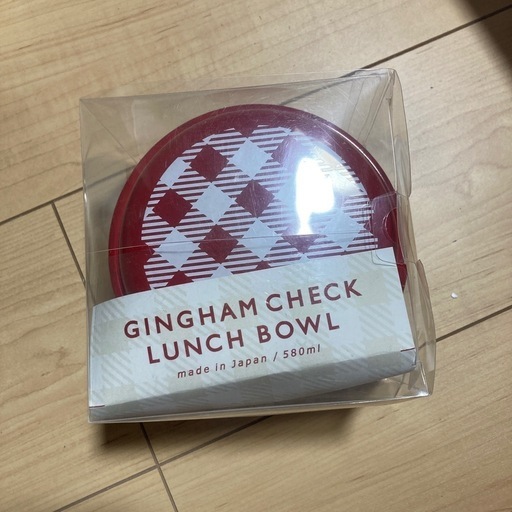 GINGHAM CHECK
LUNCH BOWL
made in Japan / 580ml